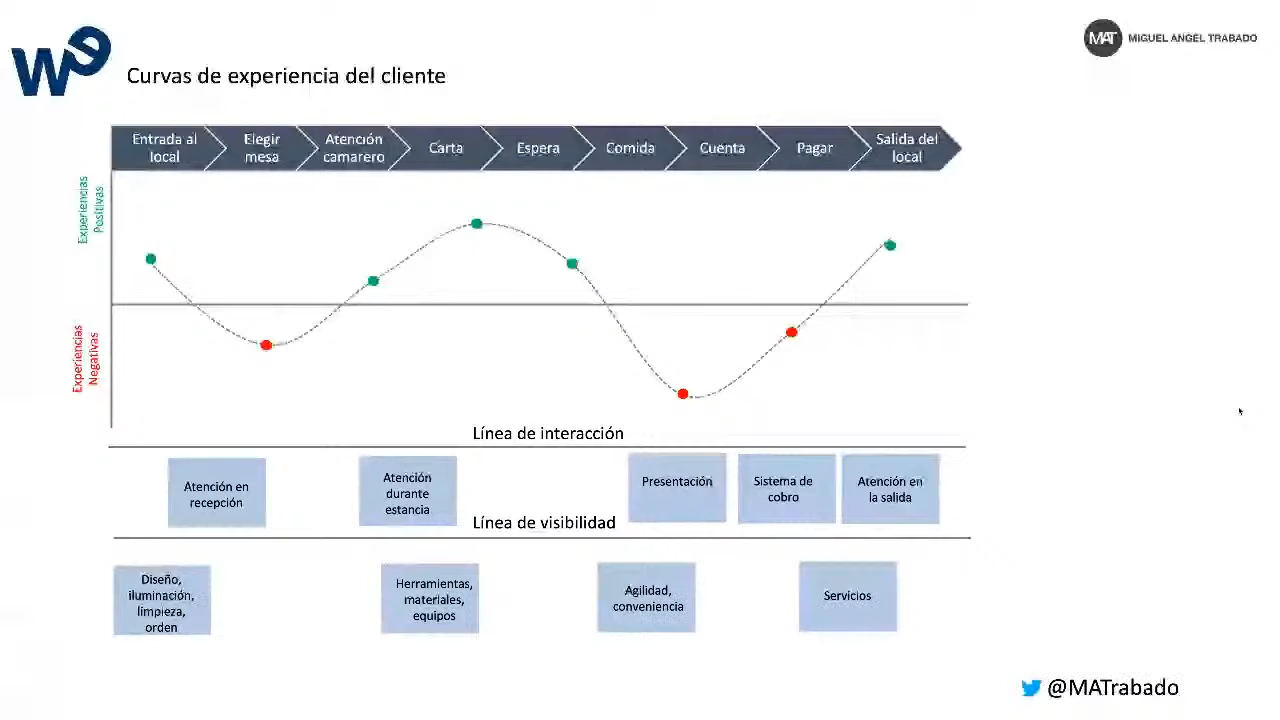 We
MAT MIGUEL ANGEL TRABADO
Curvas de experiencia del cliente
Entrada al
local
Elegir
mesa
Atención
camarero
Carta
Espera
Comida
Cuenta
Pagar
Salida del
local
Experiencias
Positivas
Experiencias
Negativas
Línea de interacción
Atención en
recepción
Atención
durante
estancia
Presentación
Sistema de
cobro
Atención en
la salida
Línea de visibilidad
Diseño,
iluminación,
limpieza,
orden
Herramientas,
materiales,
equipos
Agilidad,
conveniencia
Servicios
@MATrabado